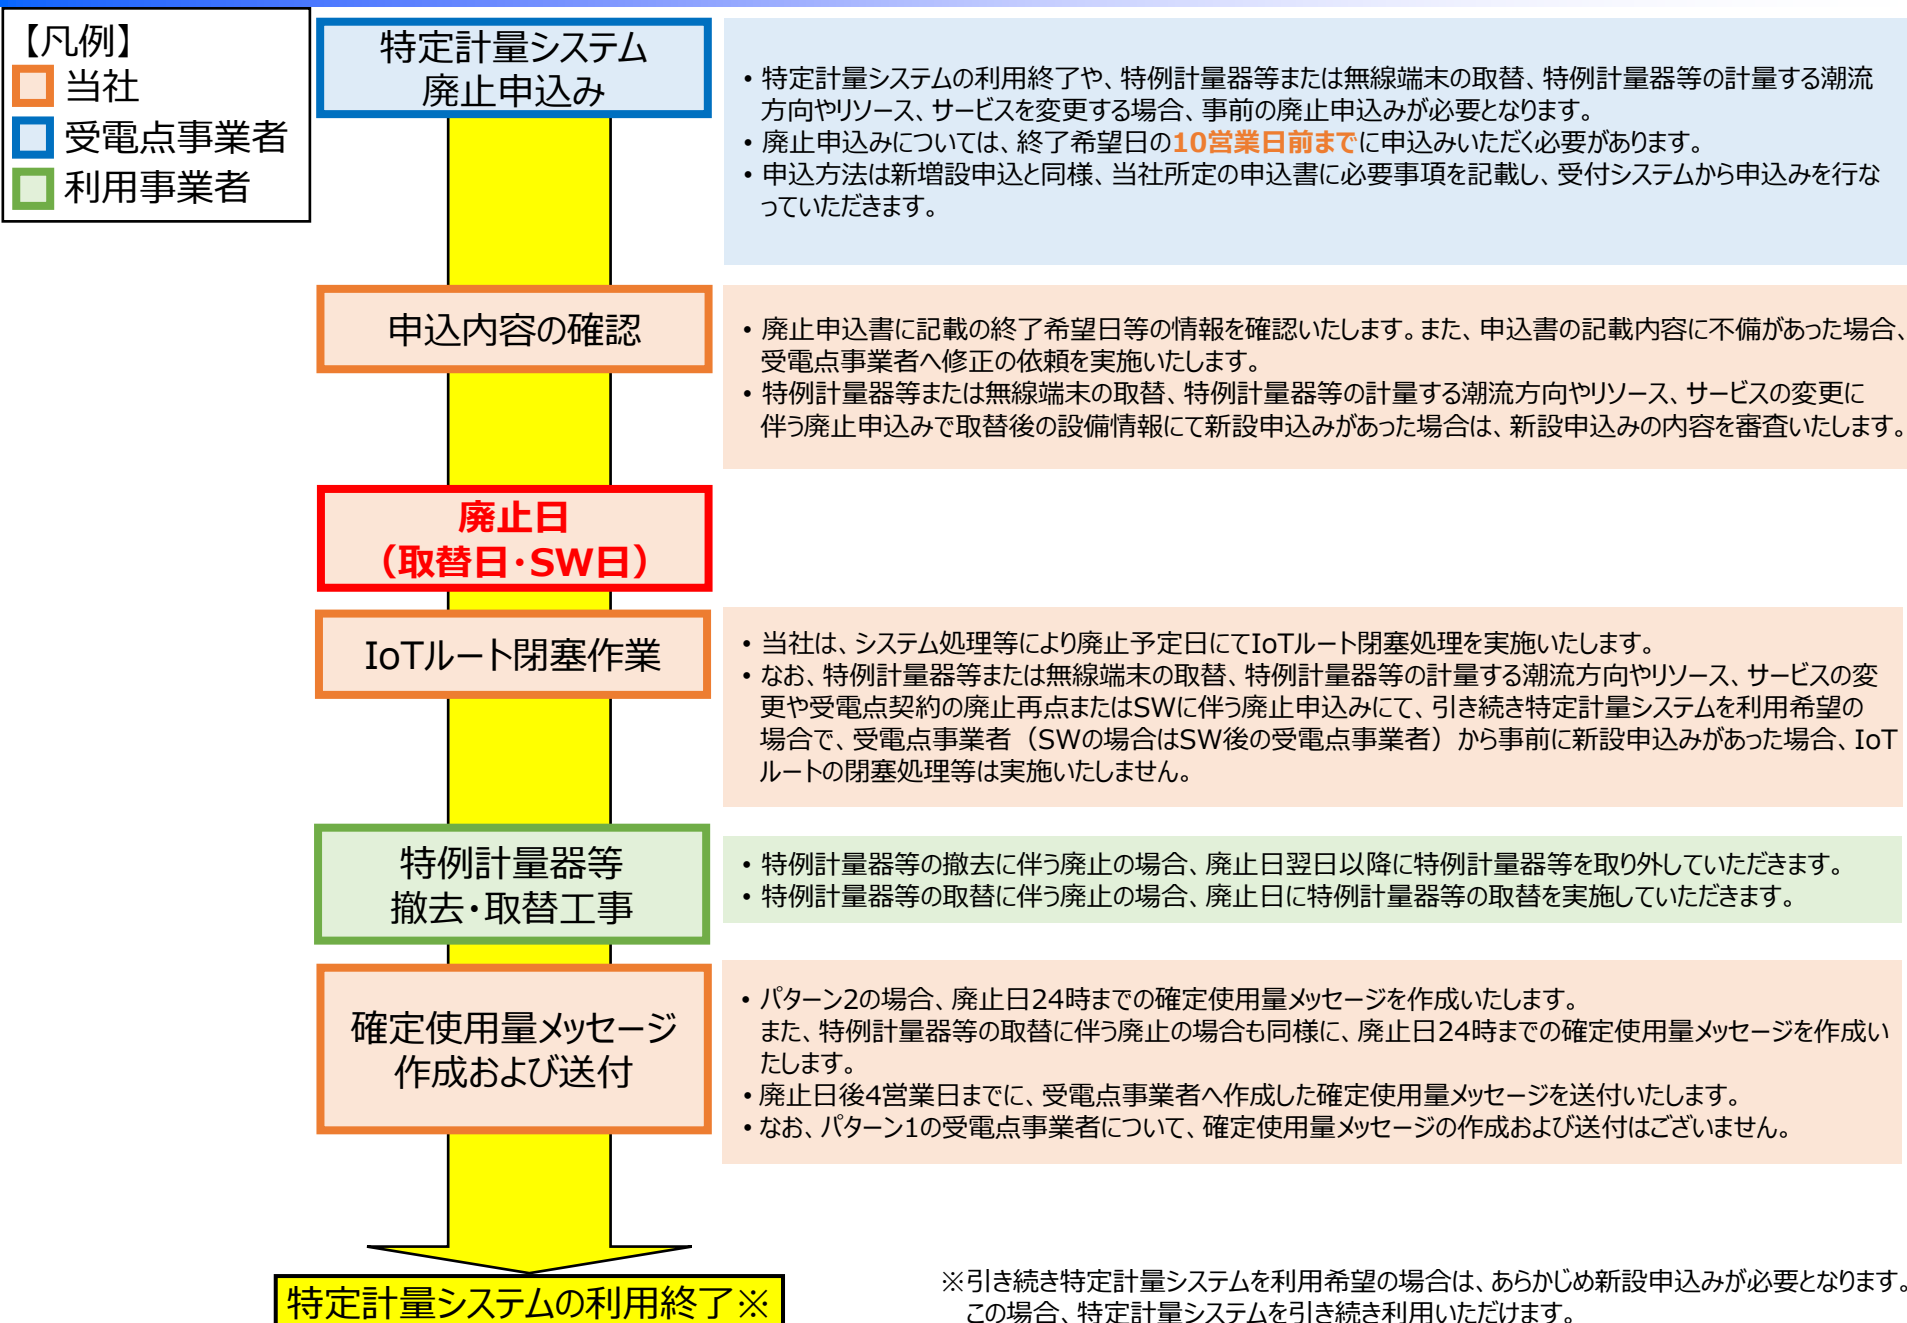 【凡例】
当社
受電点事業者
利用事業者
特定計量システム
廃止申込み
・特定計量システムの利用終了や、特例計量器等または無線端末の取替、特例計量器等の計量する潮流
方向やリソース、サービスを変更する場合、事前の廃止申込みが必要となります。
・廃止申込みについては、終了希望日の10営業日前までに申込みいただく必要があります。
・申込方法は新増設申込と同様、当社所定の申込書に必要事項を記載し、受付システムから申込みを行な
っていただきます。
申込内容の確認
・廃止申込書に記載の終了希望日等の情報を確認いたします。また、申込書の記載内容に不備があった場合、
受電点事業者へ修正の依頼を実施いたします。
・特例計量器等または無線端末の取替、特例計量器等の計量する潮流方向やリソース、サービスの変更に
伴う廃止申込みで取替後の設備情報にて新設申込みがあった場合は、新設申込みの内容を審査いたします。
廃止日
（取替日・SW日）
IoTルート閉塞作業
・当社は、システム処理等により廃止予定日にてIoTルート閉塞処理を実施いたします。
・なお、特例計量器等または無線端末の取替、特例計量器等の計量する潮流方向やリソース、サービスの変
更や受電点契約の廃止再点またはSWに伴う廃止申込みにて、引き続き特定計量システムを利用希望の
場合で、受電点事業者（SWの場合はSW後の受電点事業者）から事前に新設申込みがあった場合、IoT
ルートの閉塞処理等は実施いたしません。
特例計量器等
撤去・取替工事
・特例計量器等の撤去に伴う廃止の場合、廃止日翌日以降に特例計量器等を取り外していただきます。
・特例計量器等の取替に伴う廃止の場合、廃止日に特例計量器等の取替を実施していただきます。
確定使用量メッセージ
作成および送付
・パターン2の場合、廃止日24時までの確定使用量メッセージを作成いたします。
また、特例計量器等の取替に伴う廃止の場合も同様に、廃止日24時までの確定使用量メッセージを作成い
たします。
・廃止日後4営業日までに、受電点事業者へ作成した確定使用量メッセージを送付いたします。
・なお、パターン1の受電点事業者について、確定使用量メッセージの作成および送付はございません。
特定計量システムの利用終了※
※引き続き特定計量システムを利用希望の場合は、あらかじめ新設申込みが必要となります。
この場合、特定計量システムを引き続き利用いただけます。